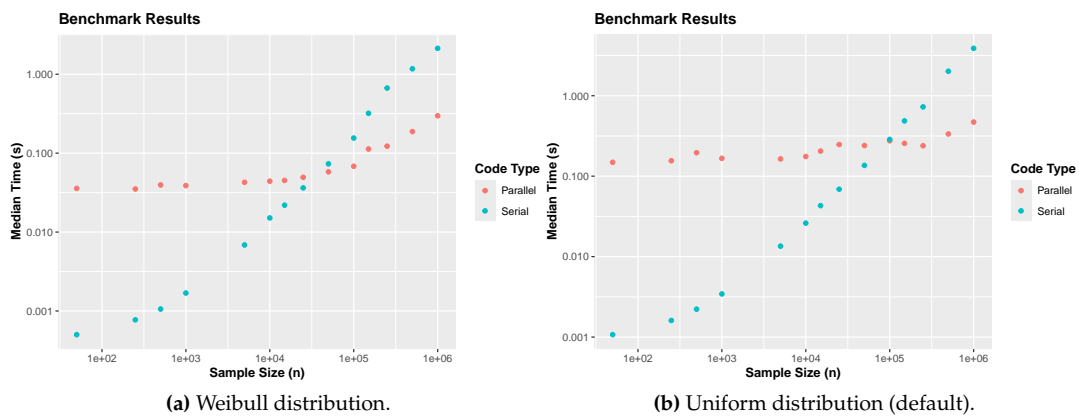 Benchmark Results
1.000
0.100
0.010
0.001
Median Time (s)
1e+02 1e+03 1e+04 1e+05 1e+06
Sample Size (n)
Code Type
Parallel
Serial
(a) Weibull distribution.
Benchmark Results
1.000
0.100
0.010
0.001
Median Time (s)
1e+02 1e+03 1e+04 1e+05 1e+06
Sample Size (n)
Code Type
Parallel
Serial
(b) Uniform distribution (default).